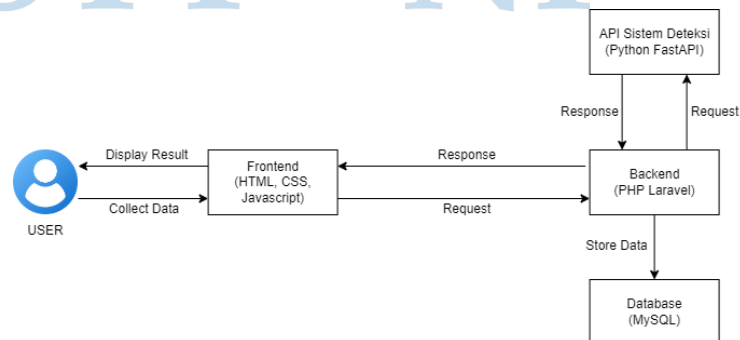 API Sistem Deteksi
(Python FastAPI)
Response
Request
Display Result
Frontend
(HTML, CSS,
Javascript)
Response
Backend
(PHP Laravel)
Collect Data
Request
USER
Store Data
Database
(MySQL)